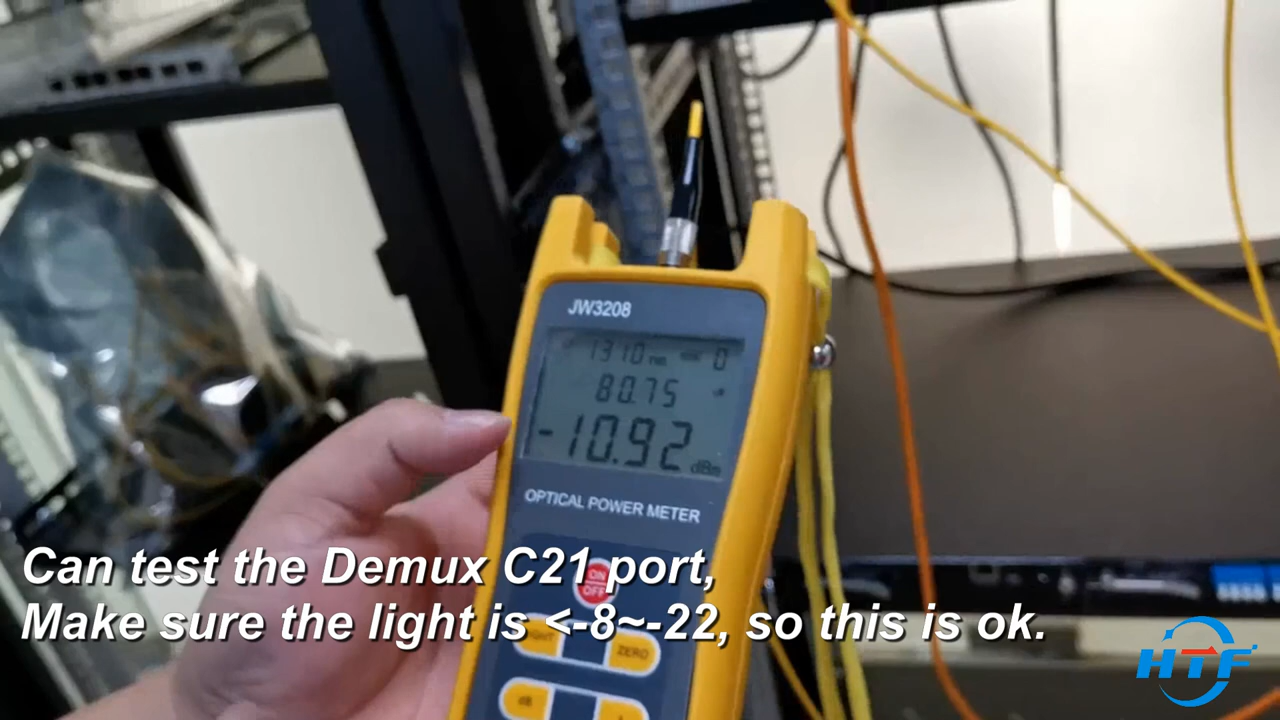 JW3208
1310 nm 0
80.75
-10.92 dBm
OPTICAL POWER METER
ON
OFF
LIGHT ZERO
dB
Can test the Demux C21 port,
Make sure the light is <-8~-22, so this is ok.
HTF